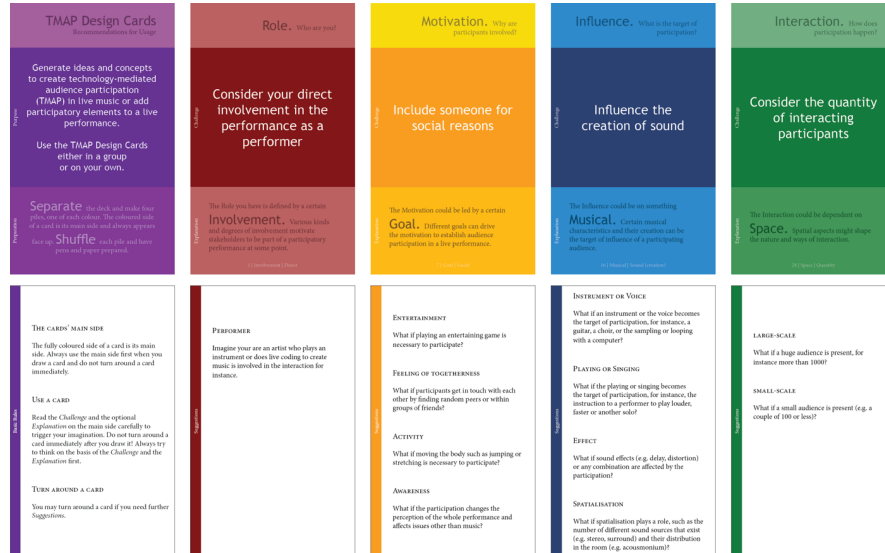 TMAP Design Cards
Recommendations for Usage
Purpose
Generate ideas and concepts
to create technology-mediated
audience participation
(TMAP) in live music or add
participatory elements to a live
performance.
Use the TMAP Design Cards
either in a group
or on your own.
Preparation
Separate the deck and make four
piles, one of each colour. The coloured side
of a card is its main side and always appears
face up. Shuffle each pile and have
pens and paper prepared.
Role. Who are you?
Challenge
Consider your direct
involvement in the
performance as a
performer
Explanation
The Role you have is defined by a certain
Involvement. Various kinds
and degrees of involvement motivate
stakeholders to be part of a participatory
performance at some point.
Motivation. Why are
participants involved?
Challenge
Include someone for
social reasons
Explanation
The Motivation could be led by a certain
Goal. Different goals can drive
the motivation to establish audience
participation in a live performance.
Influence. What is the target of
participation?
Challenge
Influence the
creation of sound
Explanation
The Influence could be on something
Musical. Certain musical
characteristics and their creation can be
the target of influence of a participating
audience.
Interaction. How does
participation happen?
Challenge
Consider the quantity
of interacting
participants
Explanation
The Interaction could be dependent on
Space. Spatial aspects might shape
the nature and ways of interaction.
Basic Rules
The cards' main side
The fully coloured side of a card is its main
side. Always use the main side first when you
draw a card and do not turn around a card
immediately.
Use a card
Read the Challenge and the optional
Explanation on the main side carefully to
trigger your imagination. Do not turn around a
card immediately after you draw it! Always try
to think on the basis of the Challenge and the
Explanation first.
Turn around a card
You may turn around a card if you need further
Suggestions.
Suggestions
Performer
Imagine your are an artist who plays an
instrument or does live coding to create
music is involved in the interaction for
instance.
Suggestions
Entertainment
What if playing an entertaining game is
necessary to participate?
Feeling of togetherness
What if participants get in touch with each
other by finding random peers or within
groups of friends?
Activity
What if moving the body such as jumping or
stretching is necessary to participate?
Awareness
What if the participation changes the
perception of the whole performance and
affects issues other than music?
Suggestions
Instrument or Voice
What if an instrument or the voice becomes
the target of participation, for instance, a
guitar, a choir, or the sampling or looping
with a computer?
Playing or Singing
What if the playing or singing becomes
the target of participation, for instance, the
instruction to a performer to play louder,
faster or another solo?
Effect
What if sound effects (e.g. delay, distortion)
or any combination are affected by the
participation?
Spatialisation
What if spatialisation plays a role, such as the
number of different sound sources that exist
(e.g. stereo, surround) and their distribution
in the room (e.g. acousmonium)?
Suggestions
large-scale
What if a huge audience is present, for
instance more than 1000?
small-scale
What if a small audience is present (e.g. a
couple of 100 or less)?